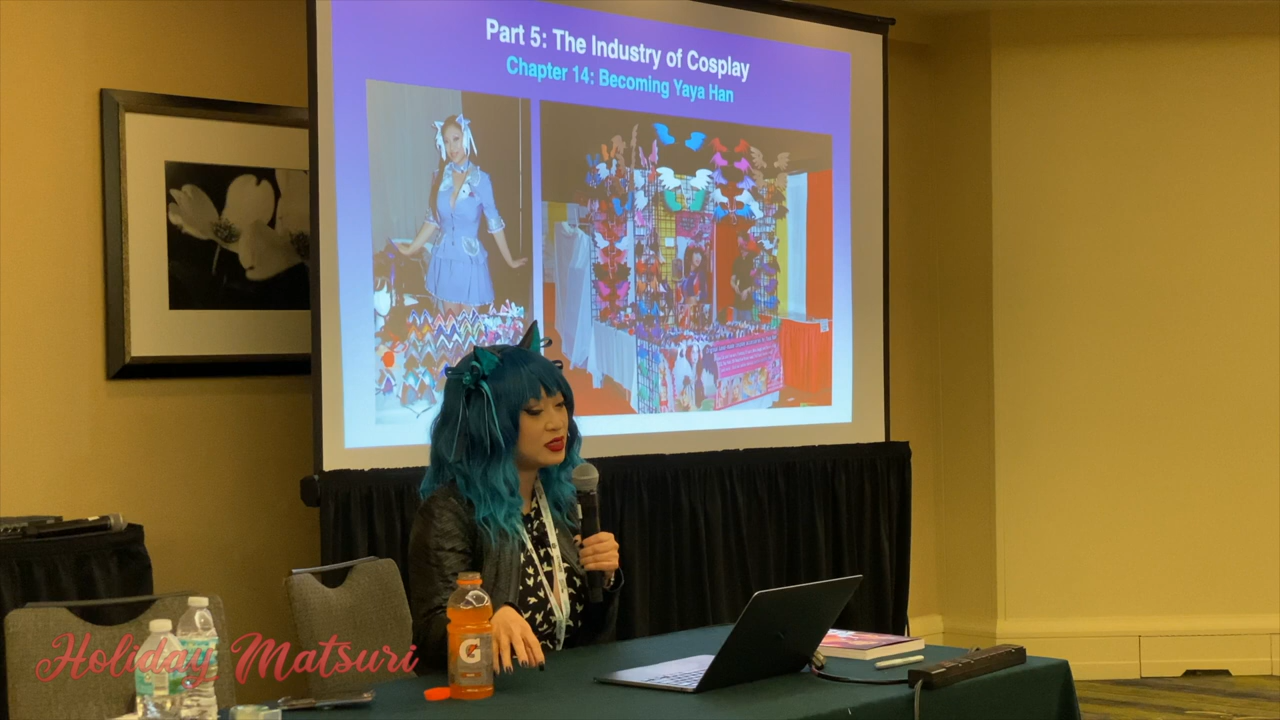 Part 5: The Industry of Cosplay
Chapter 14: Becoming Yaya Han
G
Holiday Matsuri